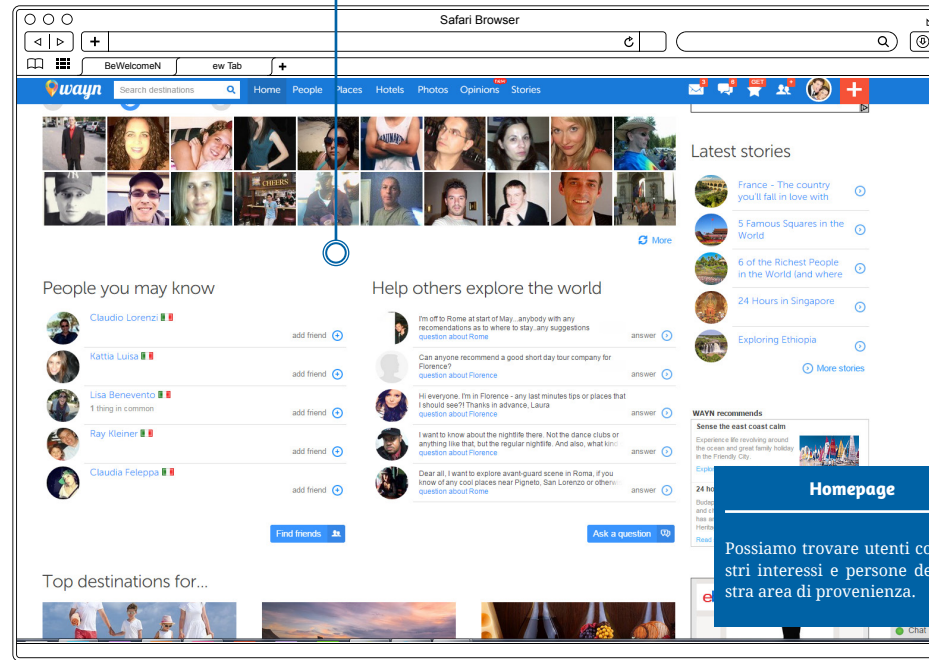 Safari Browser
BeWelcomeN
ew Tab
wayn
Search destinations
Home People Places Hotels Photos Opinions Stories
3
8
GET
+
More
Latest stories
France - The country
you'll fall in love with
5 Famous Squares in the
World
6 of the Richest People
in the World (and where
24 Hours in Singapore
Exploring Ethiopia
More stories
People you may know
Claudio Lorenzi
add friend
Kattia Luisa
add friend
Lisa Benevento
1 thing in common
add friend
Ray Kleiner
add friend
Claudia Feleppa
add friend
Find friends
Help others explore the world
I'm off to Rome at start of May...anybody with any
recomendations as to where to stay..any suggestions
question about Rome
answer
Can anyone recommend a good short day tour company for
Florence?
question about Florence
answer
Hi everyone. I'm in Florence - any last minutes tips or places that
I should see?! Thanks in advance, Laura
question about Florence
answer
I want to know about the nightlife there. Not the dance clubs or
anything like that, but the regular nightlife. And also, what kind
question about Florence
answer
Dear all, I want to explore avant-guard scene in Roma, if you
know of any cool places near Pigneto, San Lorenzo or otherwi
question about Rome
answer
Ask a question
WAYN recommends
Sense the east coast calm
Experience life revolving around
the ocean and great family holiday
in the Friendly City.
Explo
24 ho
Budap
and ch
has a
Herita
Read
Homepage
Possiamo trovare utenti co
stri interessi e persone de
stra area di provenienza.
Top destinations for...
e
Chat